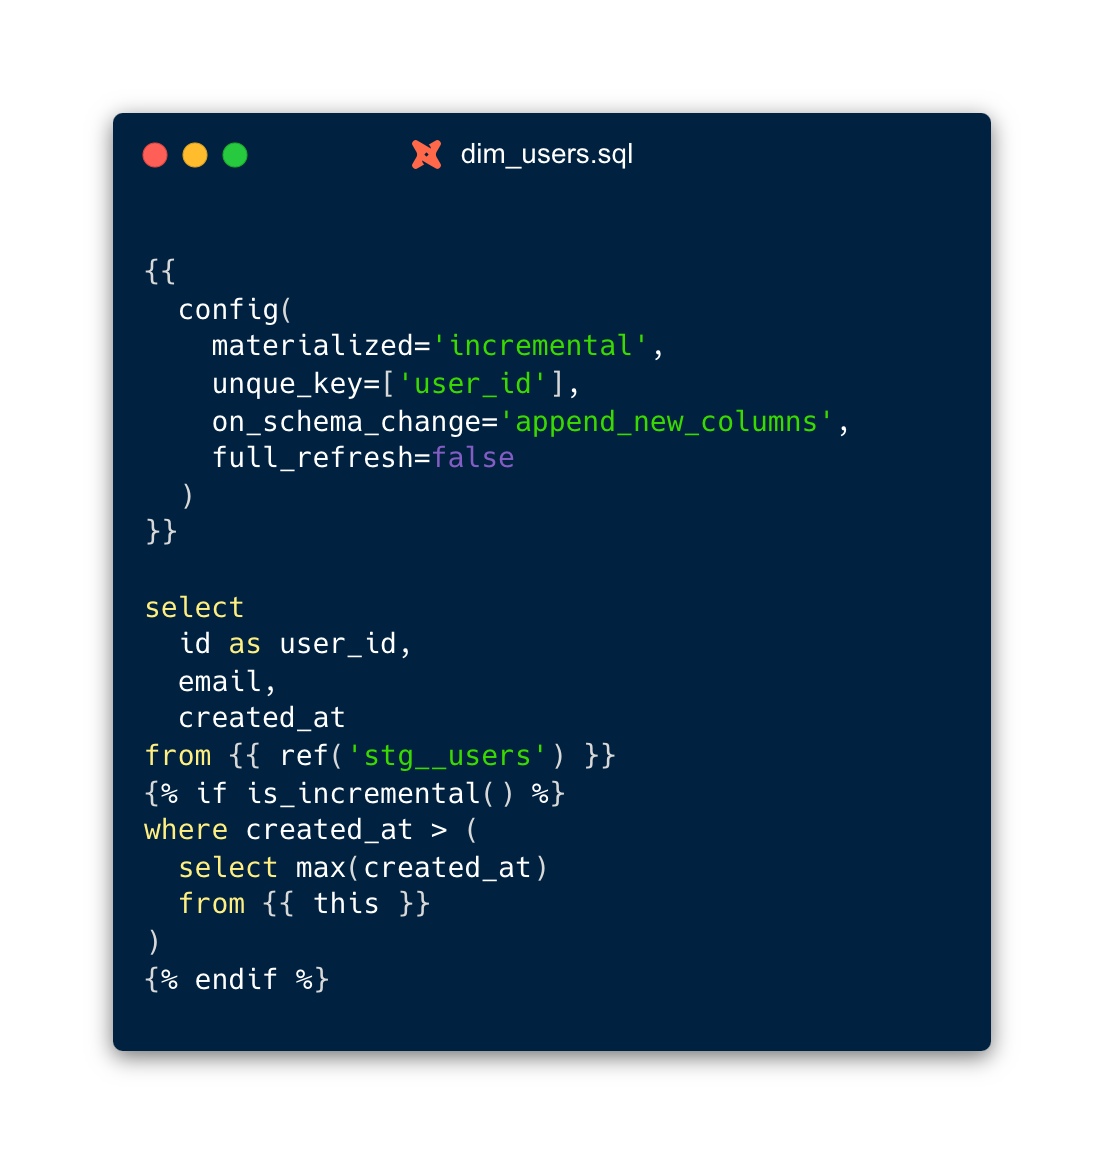 dim_users.sql
{{
  config(
    materialized='incremental',
    unque_key=['user_id'],
    on_schema_change='append_new_columns',
    full_refresh=false
  )
}}
select
  id as user_id,
  email,
  created_at
from {{ ref('stg__users') }}
{% if is_incremental() %}
where created_at > (
  select max(created_at)
  from {{ this }}
)
{% endif %}